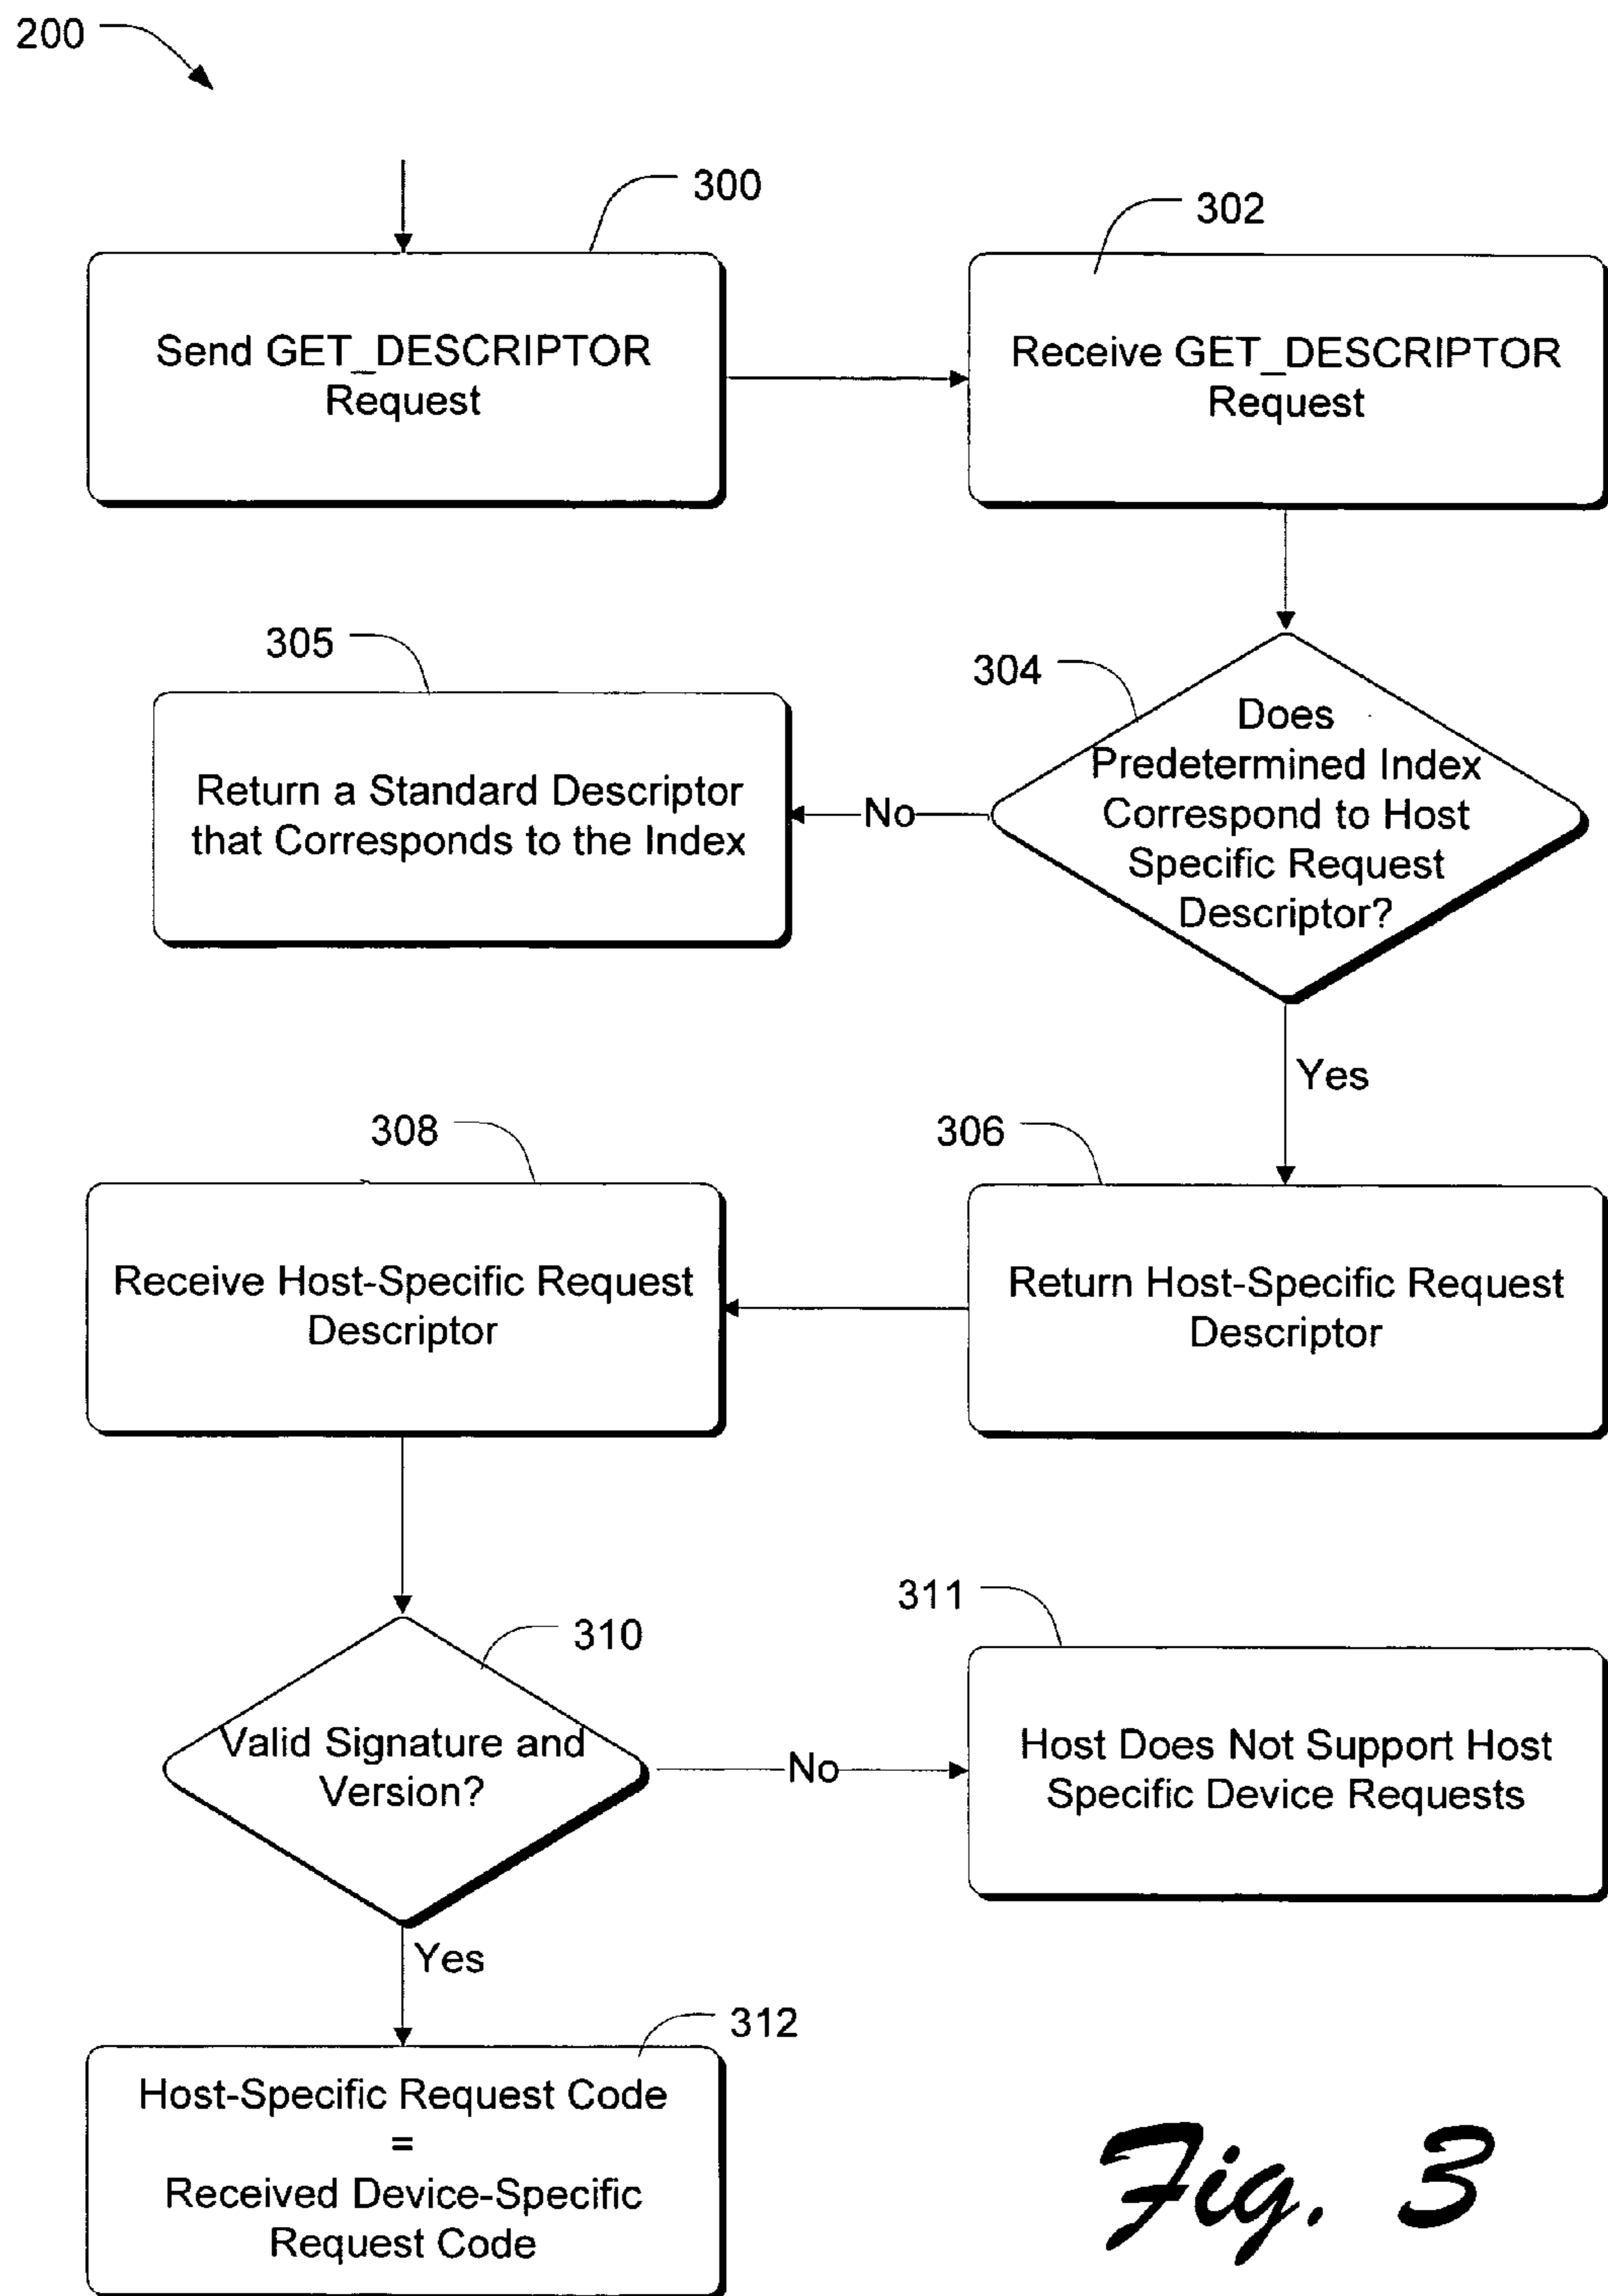 200
300
302
Send GET_DESCRIPTOR
Request
Receive GET_DESCRIPTOR
Request
305
304
Return a Standard Descriptor
that Corresponds to the Index
No
Does
Predetermined Index
Correspond to Host
Specific Request
Descriptor?
Yes
308
306
Receive Host-Specific Request
Descriptor
Return Host-Specific Request
Descriptor
310
311
Valid Signature and
Version?
No
Host Does Not Support Host
Specific Device Requests
Yes
312
Host-Specific Request Code
=
Received Device-Specific
Request Code
Fig. 3